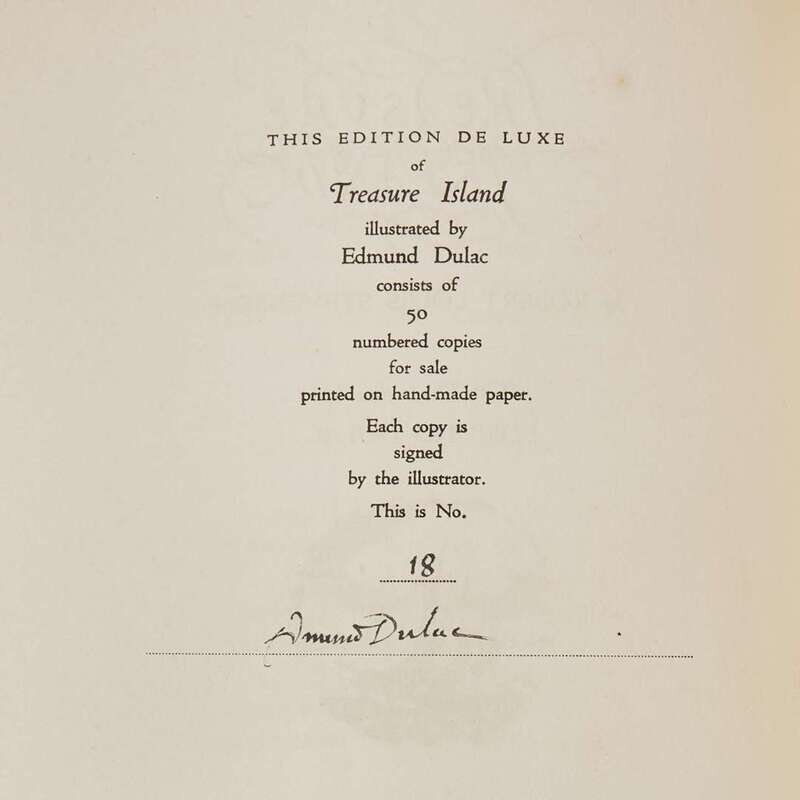 THIS EDITION DE LUXE
of
Treasure Island
illustrated by
Edmund Dulac
consists of
50
numbered copies
for sale
printed on hand-made paper.
Each copy is
signed
by the illustrator.
This is No.
18
Edmund Dulac